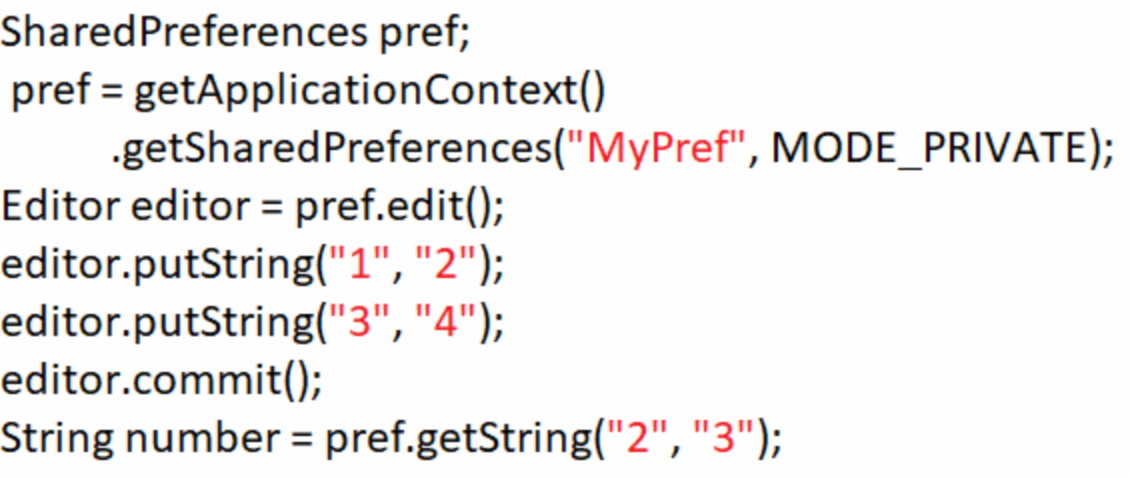 SharedPreferences pref;
pref = getApplicationContext()
.getSharedPreferences("MyPref", MODE_PRIVATE);
Editor editor = pref.edit();
editor.putString("1", "2");
editor.putString("3", "4");
editor.commit();
String number = pref.getString("2", "3");